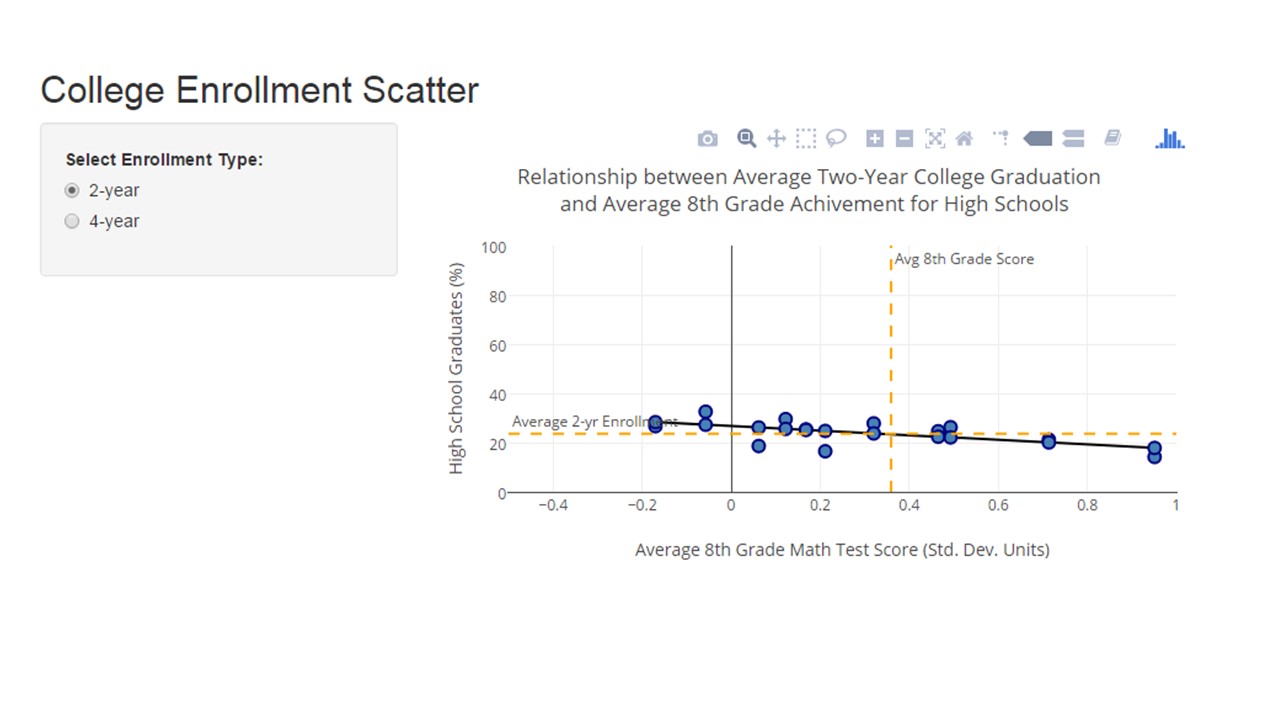 College Enrollment Scatter
Select Enrollment Type:
2-year
4-year
Relationship between Average Two-Year College Graduation
and Average 8th Grade Achivement for High Schools
High School Graduates (%)
100
80
60
40
20
0
Avg 8th Grade Score
Average 2-yr Enrollment
−0.4
−0.2
0
0.2
0.4
0.6
0.8
1
Average 8th Grade Math Test Score (Std. Dev. Units)